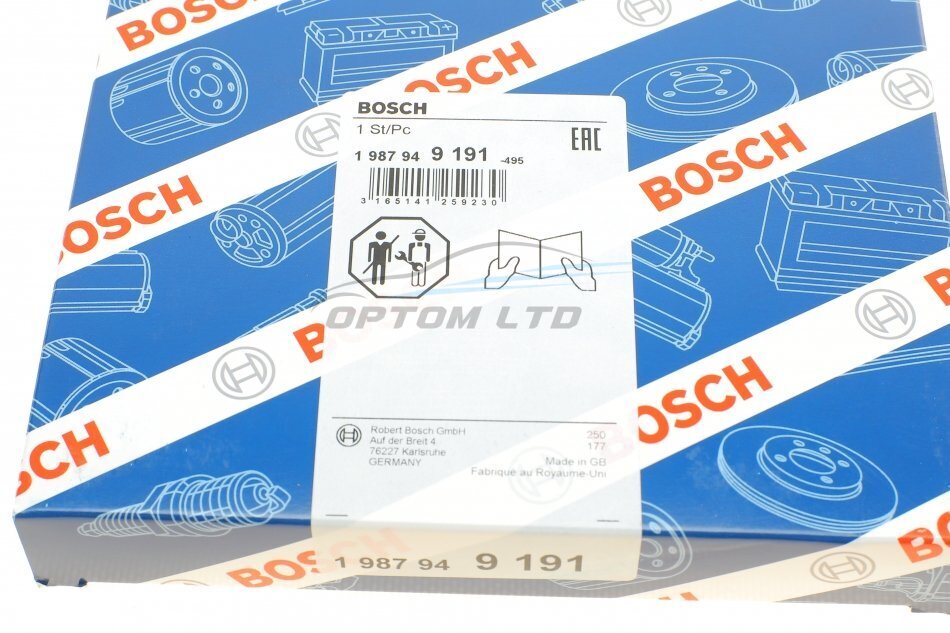 BOSCH
BOSCH
BOSCH
1 St/Pc
EAC
1 987 94 9 191 -495
3 165141 259230
BOSCH
BOSCH
OPTOM LTD
B
BOSCH
BOSCH
Robert Bosch GmbH
Auf der Breit 4
76227 Karlsruhe
GERMANY
250
177
Made in GB
Fabrique au Royaume-Uni
BOSCH
1 987 94 9 191
BOSCH